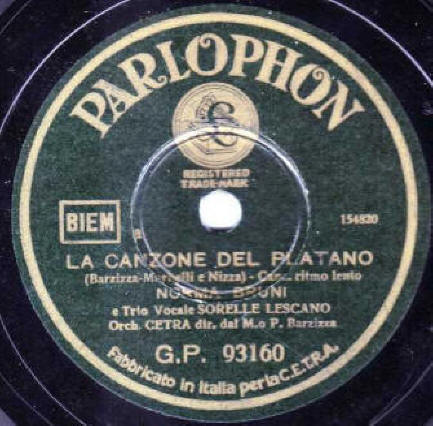 PARLOPHON
REGISTERED
TRADE-MARK
BIEM
154820
LA CANZONE DEL PLATANO
(Barzizza-Morbelli e Nizza) - Canz. ritmo lento
NORMA BRUNI
e Trio Vocale SORELLE LESCANO
Orch. CETRA dir. dal M.o P. Barzizza
G.P. 93160
Fabbricato in Italia per la C.E.T.R.A.